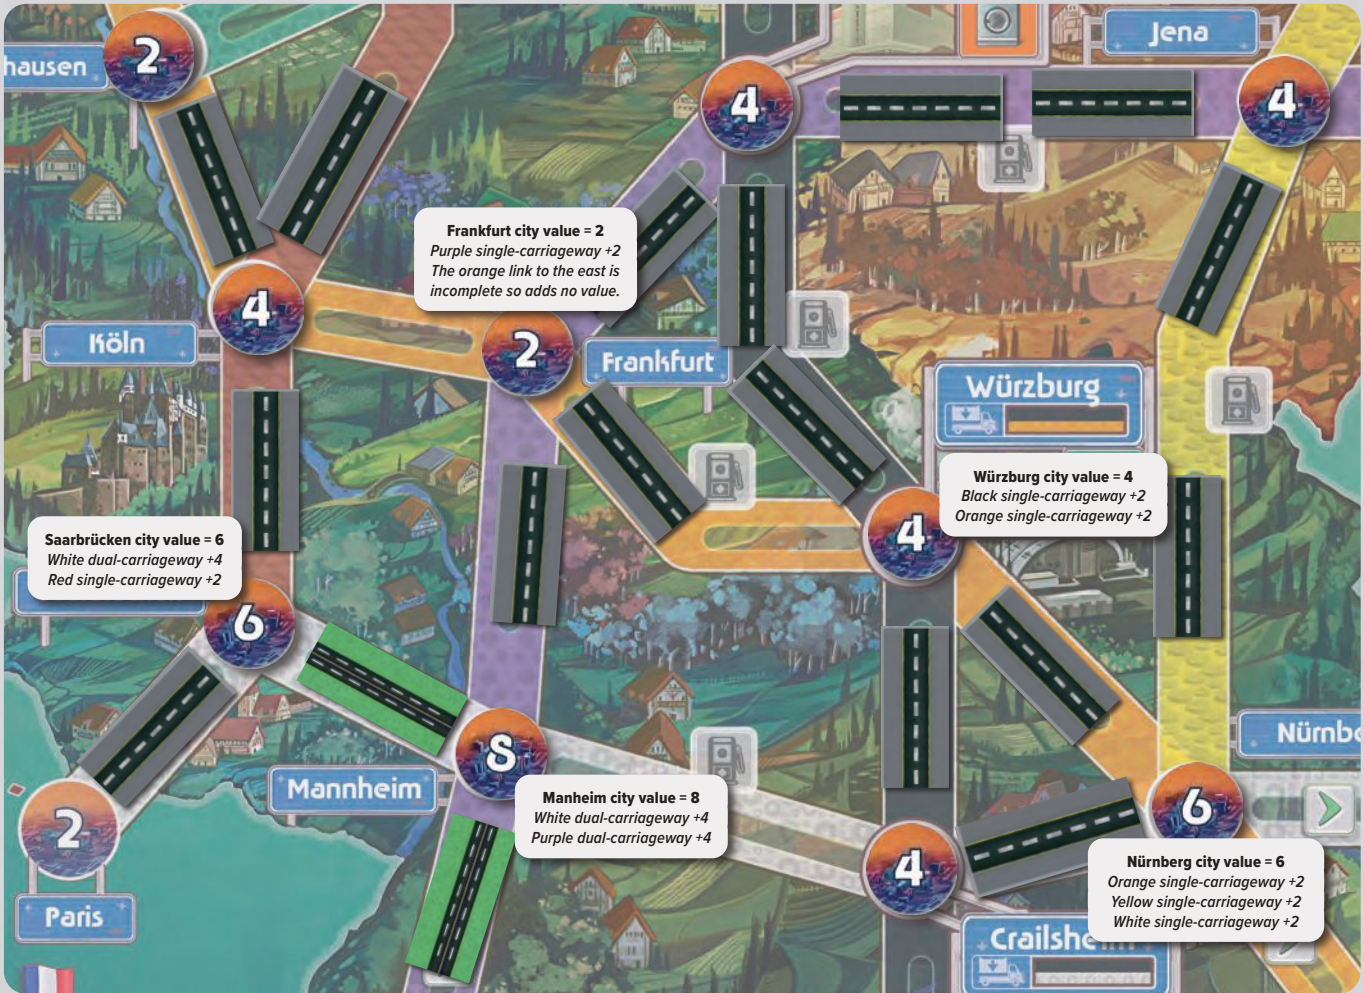 2
hausen
4
Jena
4
Frankfurt city value = 2
Purple single-carriageway +2
The orange link to the east is
incomplete so adds no value.
4
Köln
2
Frankfurt
Würzburg
Würzburg city value = 4
Black single-carriageway +2
Orange single-carriageway +2
4
Saarbrücken city value = 6
White dual-carriageway +4
Red single-carriageway +2
6
Nürnb
8
Mannheim
Manheim city value = 8
White dual-carriageway +4
Purple dual-carriageway +4
6
2
4
Nürnberg city value = 6
Orange single-carriageway +2
Yellow single-carriageway +2
White single-carriageway +2
Paris
Crailsheim